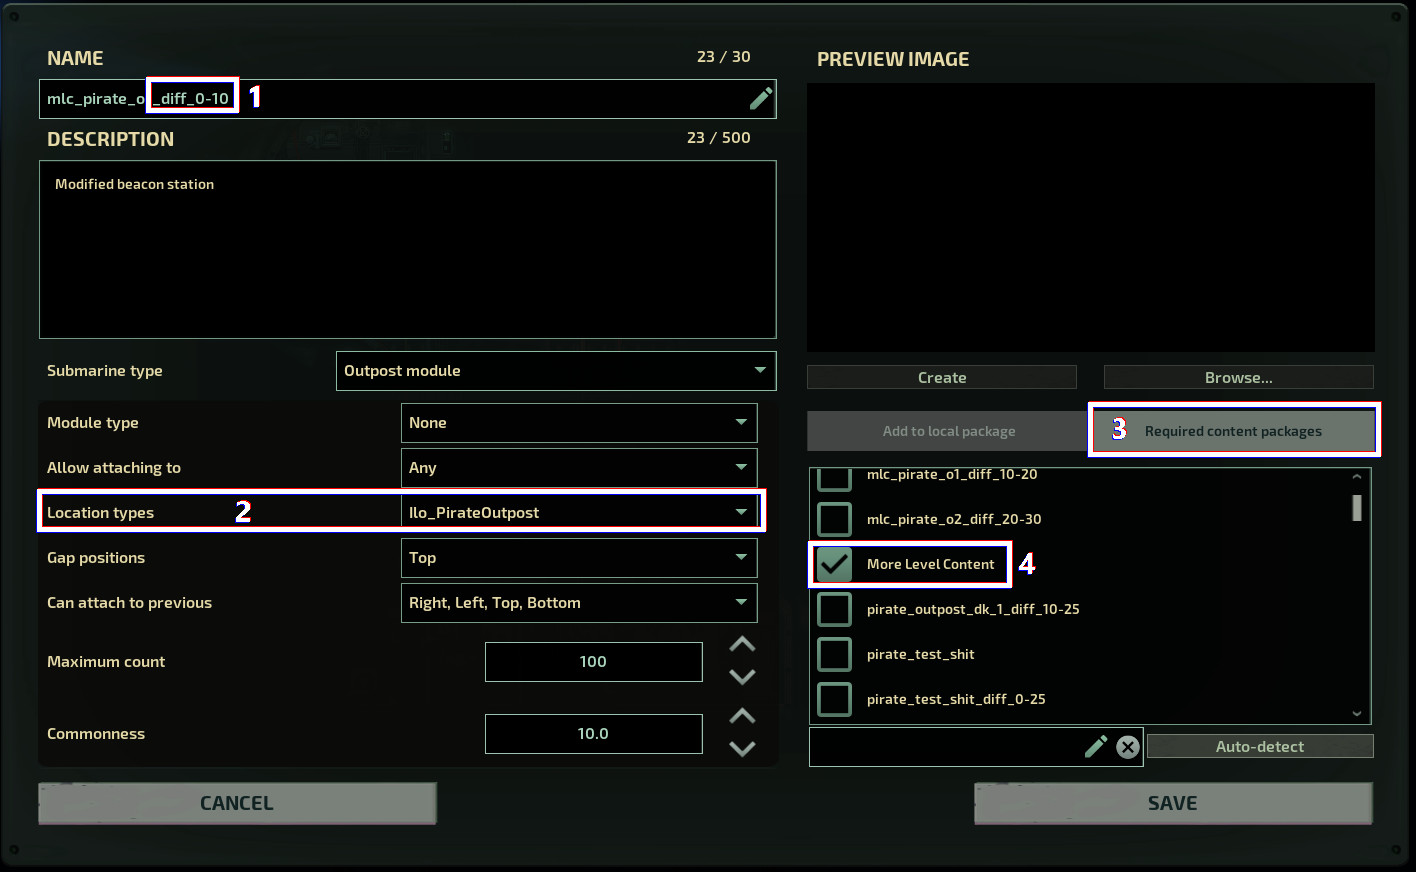 NAME
23 / 30
mlc_pirate_o _diff_0-10
1
DESCRIPTION
23 / 500
Modified beacon station
Submarine type
Outpost module
Module type
None
Allow attaching to
Any
Location types
2
Ilo_PirateOutpost
Gap positions
Top
Can attach to previous
Right, Left, Top, Bottom
Maximum count
100
Commonness
10.0
CANCEL
PREVIEW IMAGE
Create
Browse...
Add to local package
3
Required content packages
mlc_pirate_o1_diff_10-20
mlc_pirate_o2_diff_20-30
More Level Content
4
pirate_outpost_dk_1_diff_10-25
pirate_test_shit
pirate_test_shit_diff_0-25
Auto-detect
SAVE